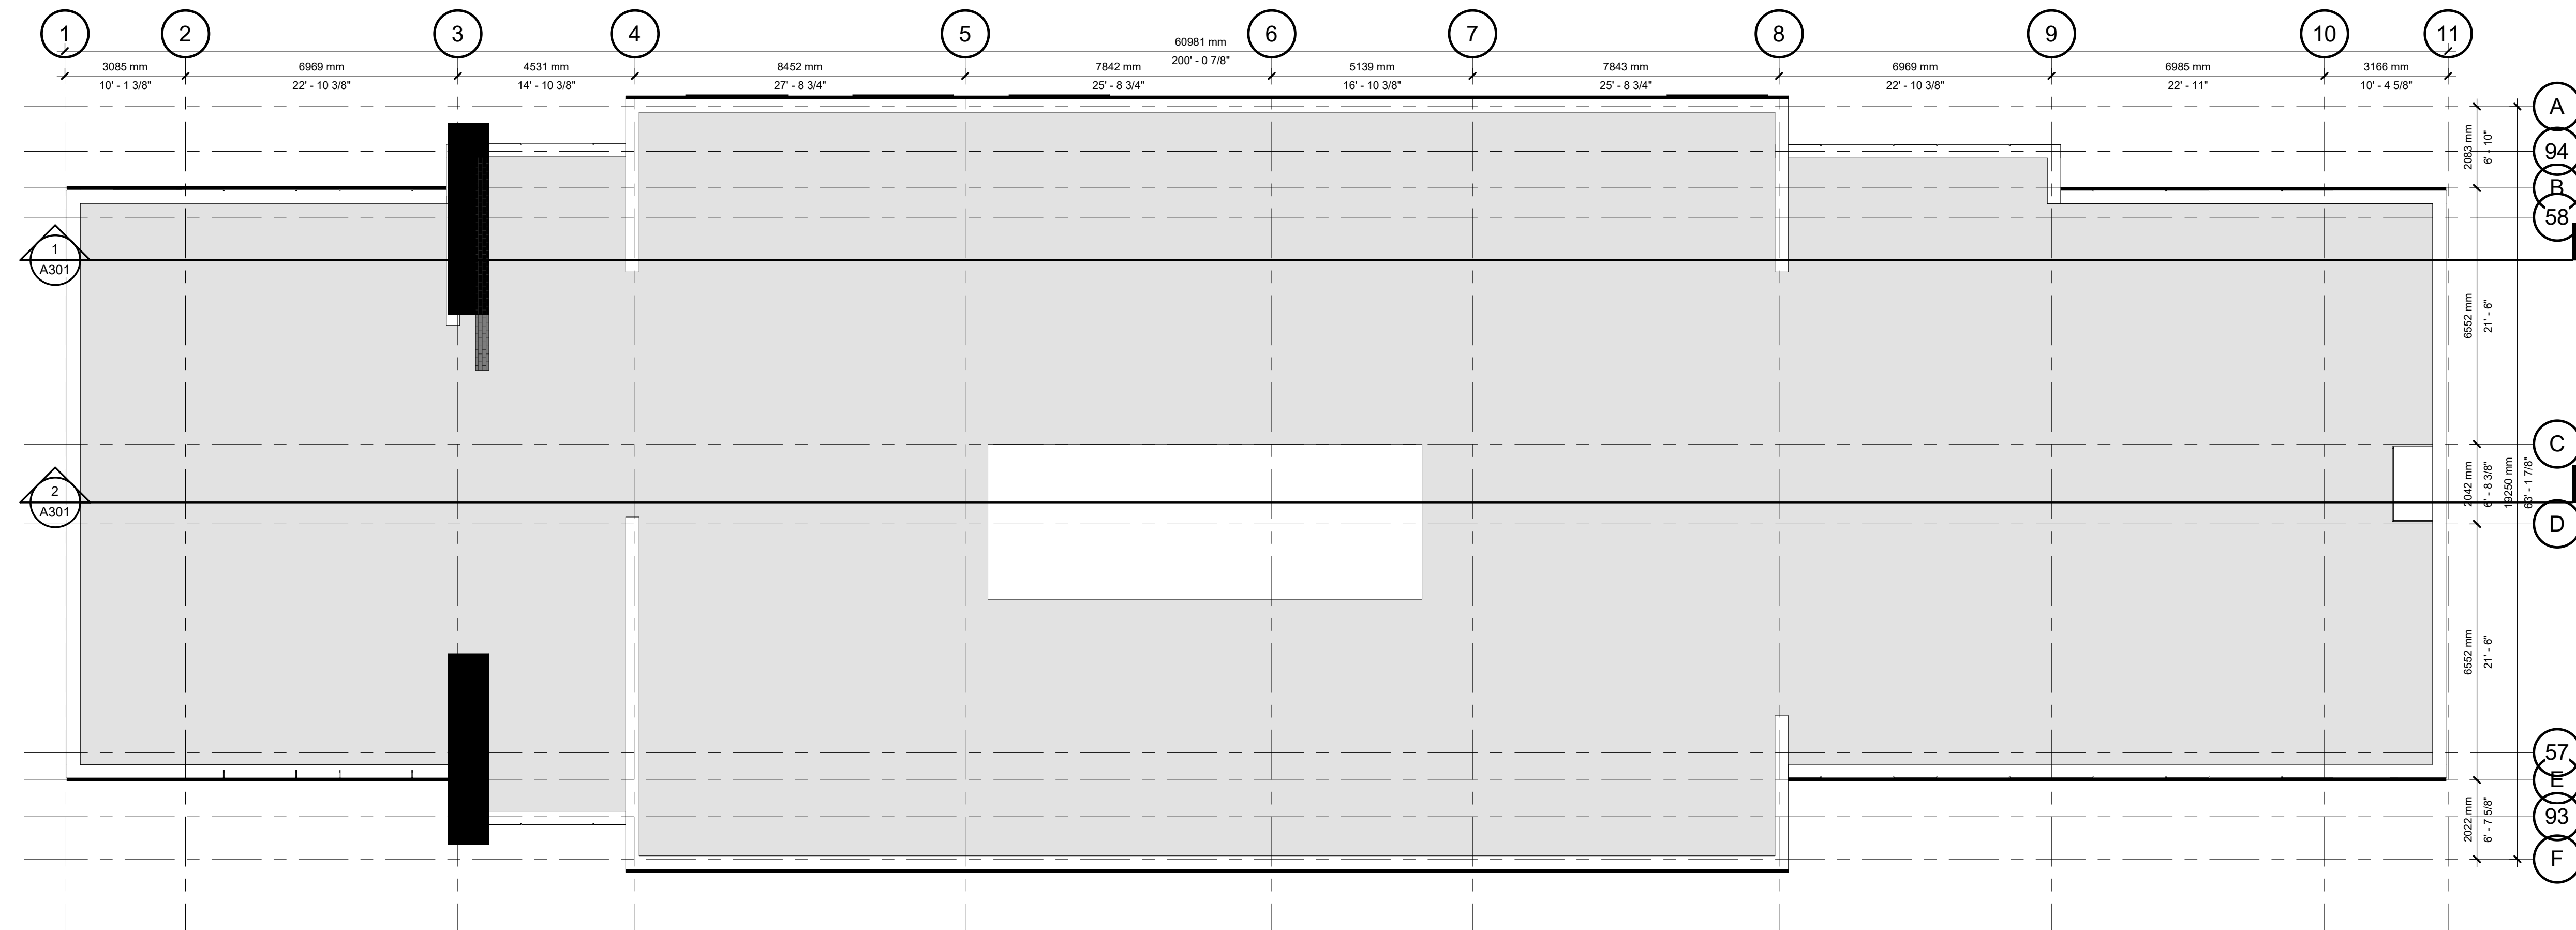 1 2 3 4 5 6 7 8 9 10 11
60981 mm
200' - 0 7/8"
3085 mm 6969 mm 4531 mm 8452 mm 7842 mm 5139 mm 7843 mm 6969 mm 6985 mm 3166 mm
10' - 1 3/8" 22' - 10 3/8" 14' - 10 3/8" 27' - 8 3/4" 25' - 8 3/4" 16' - 10 3/8" 25' - 8 3/4" 22' - 10 3/8" 22' - 11" 10' - 4 5/8"
A
94
B
58
C
D
57
E
93
F
2083 mm
6' - 10"
6552 mm
21' - 6"
2042 mm
6' - 8 3/8"
19250 mm
63' - 1 7/8"
6552 mm
21' - 6"
2022 mm
6' - 7 5/8"
1
A301
2
A301